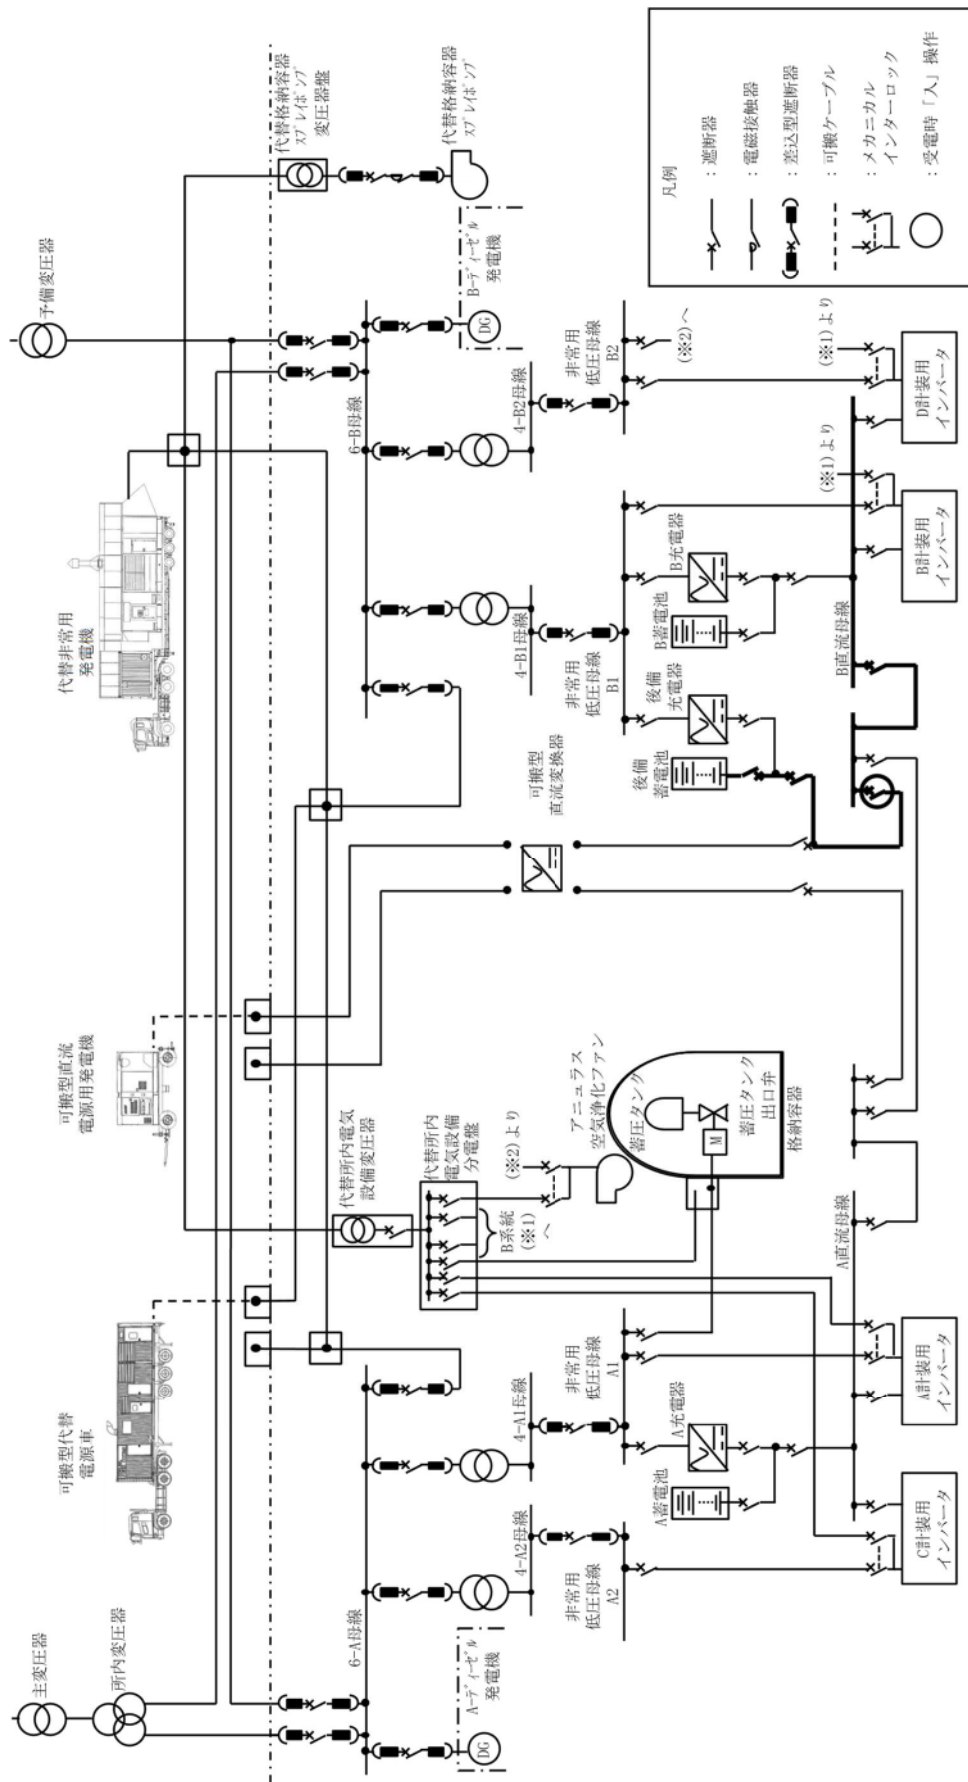 主変圧器
所内変圧器
可搬型代替
電源車
可搬型直流
電源用発電機
代替非常用
発電機
予備変圧器
代替格納容器
スプレイポンプ
変圧器盤
代替格納容器
スプレイポンプ
代替所内電気
設備変圧器
代替所内
電気設備
分電盤
B系統
(※1)
へ
(※2)より
アニュラス
空気浄化ファン
蓄圧タンク
M
蓄圧タンク
出口弁
格納容器
可搬型
直流変換器
6-A母線
A-ディーゼル
発電機
DG
4-A2母線
4-A1母線
非常用
低圧母線
A2
非常用
低圧母線
A1
A蓄電池
A充電器
A直流母線
C計装用
インバータ
A計装用
インバータ
6-B母線
B-ディーゼル
発電機
DG
4-B1母線
4-B2母線
非常用
低圧母線
B1
非常用
低圧母線
B2
(※2)へ
後備
蓄電池
後備
充電器
B蓄電池
B充電器
B直流母線
(※1)より
(※1)より
B計装用
インバータ
D計装用
インバータ
凡例
：遮断器
：電磁接触器
：差込型遮断器
：可搬ケーブル
：メカニカル
インターロック
：受電時「入」操作